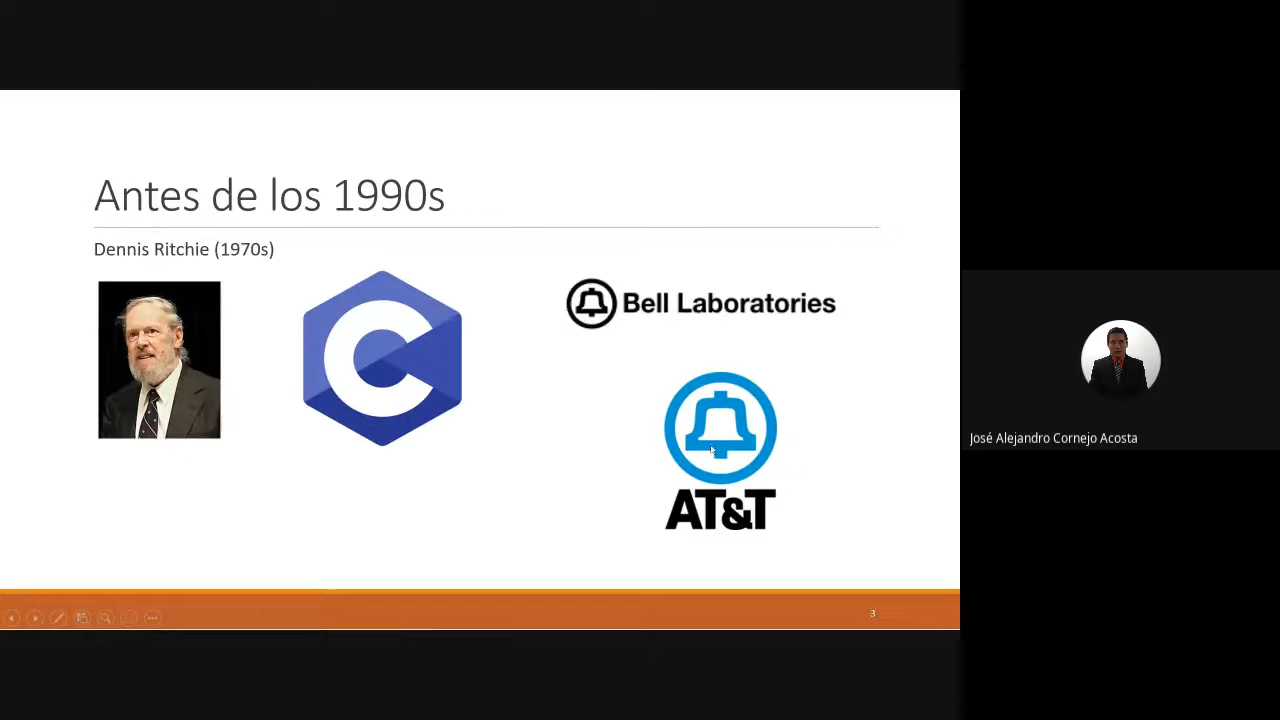 Antes de los 1990s
Dennis Ritchie (1970s)
C
Bell Laboratories
AT&T
3
José Alejandro Cornejo Acosta